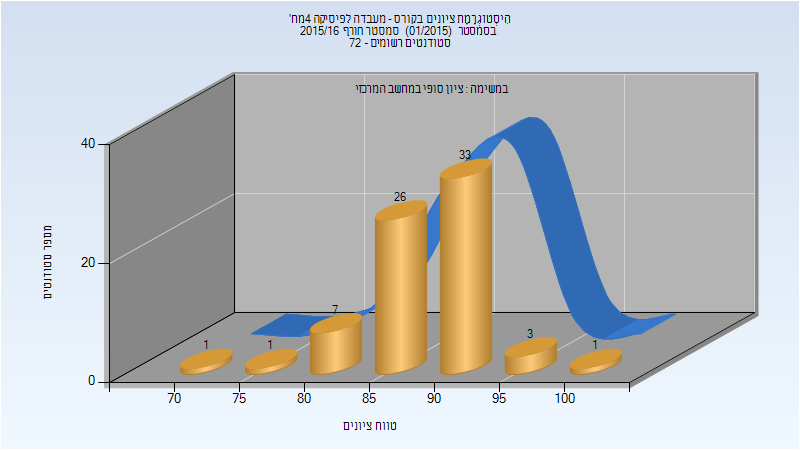 היסטוגרמת ציונים בקורס - מעבדה לפיסיקה 4מח'
בסמסטר (01/2015) סמסטר חורף 2015/16
סטודנטים רשומים - 72
במשימה : ציון סופי במחשב המרכזי
מספר סטודנטים
40
20
0
1
1
7
26
33
3
1
70
75
80
85
90
95
100
טווח ציונים